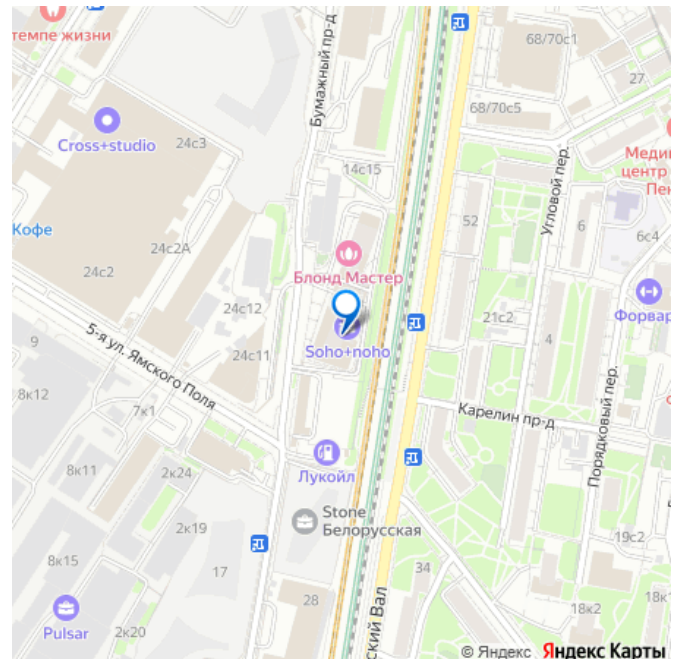 темпе жизни
68/70с1
27
Бумажный пр-д
68/70с5
Cross+studio
24с3
14с15
Угловой пер.
Меди
центр
Пен
52
6
6с4
Кофе
24с2А
Блонд Мастер
24с2
24с12
21с2
Форвар
5-я ул. Ямского Поля
9
24с11
Soho+noho
4
8к12
7к1
Карелин пр-д
Порядковый пер.
Лукойл
8к11
2к24
Stone
Белорусская
2к19
19с2
8к15
17
34
18к2
18к1
28
ский Вал
Pulsar
2к20
© Яндекс Яндекс Карты